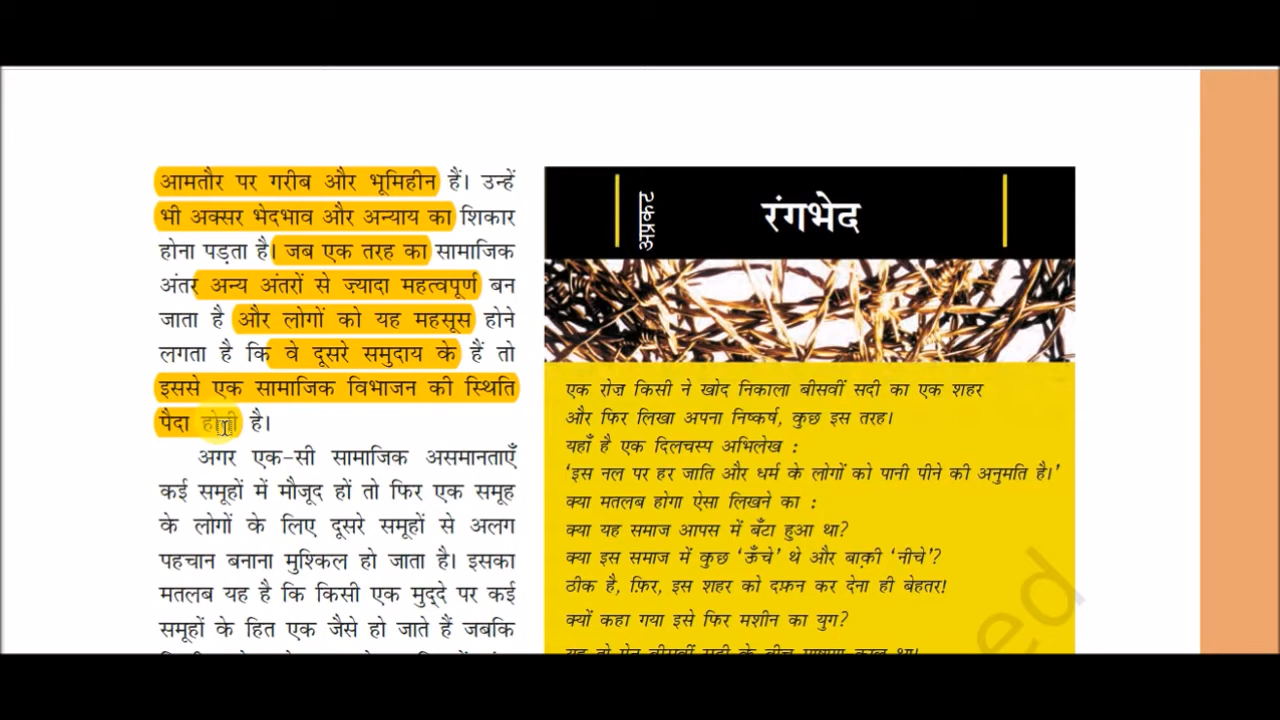 आमतौर पर गरीब और भूमिहीन हैं। उन्हें
भी अक्सर भेदभाव और अन्याय का शिकार
होना पड़ता है। जब एक तरह का सामाजिक
अंतर अन्य अंतरों से ज़्यादा महत्वपूर्ण बन
जाता है और लोगों को यह महसूस होने
लगता है कि वे दूसरे समुदाय के हैं तो
इससे एक सामाजिक विभाजन की स्थिति
पैदा होती है।
अगर एक-सी सामाजिक असमानताएँ
कई समूहों में मौजूद हों तो फिर एक समूह
के लोगों के लिए दूसरे समूहों से अलग
पहचान बनाना मुश्किल हो जाता है। इसका
मतलब यह है कि किसी एक मुद्दे पर कई
समूहों के हित एक जैसे हो जाते हैं जबकि
अप्रकट
रंगभेद
एक रोज़ किसी ने खोद निकाला बीसवीं सदी का एक शहर
और फिर लिखा अपना निष्कर्ष, कुछ इस तरह।
यहाँ है एक दिलचस्प अभिलेख :
'इस नल पर हर जाति और धर्म के लोगों को पानी पीने की अनुमति है।'
क्या मतलब होगा ऐसा लिखने का :
क्या यह समाज आपस में बँटा हुआ था?
क्या इस समाज में कुछ 'ऊँचे' थे और बाक़ी 'नीचे'?
ठीक है, फ़िर, इस शहर को दफ़न कर देना ही बेहतर!
क्यों कहा गया इसे फिर मशीन का युग?
ed